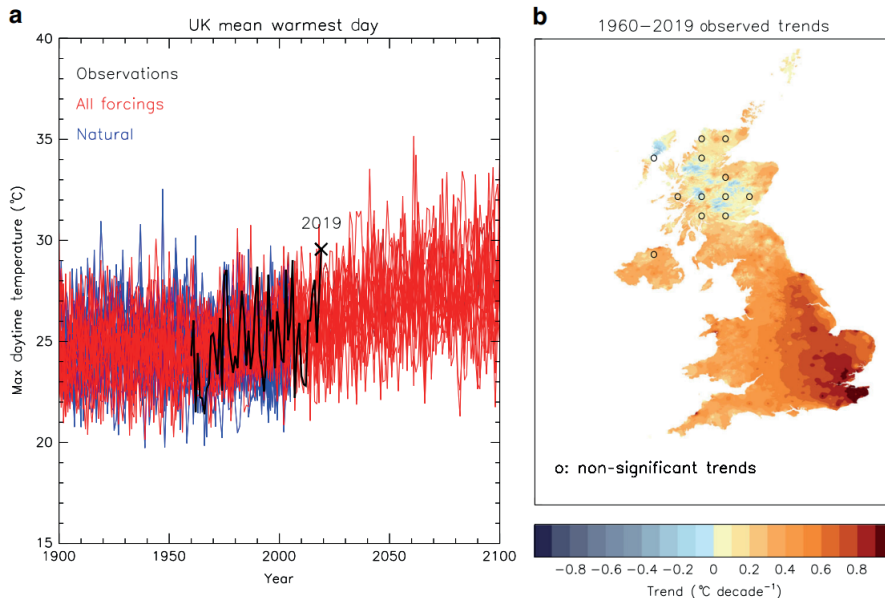 a
UK mean warmest day
Observations
All forcings
Natural
2019
Max daytime temperature (°C)
40
35
30
25
22
15
1900
1950
2000
2050
2100
Year
b
1960–2019 observed trends
o: non-significant trends
−0.8 −0.6 −0.4 −0.2 0 0.2 0.4 0.6 0.8
Trend (°C decade⁻¹)